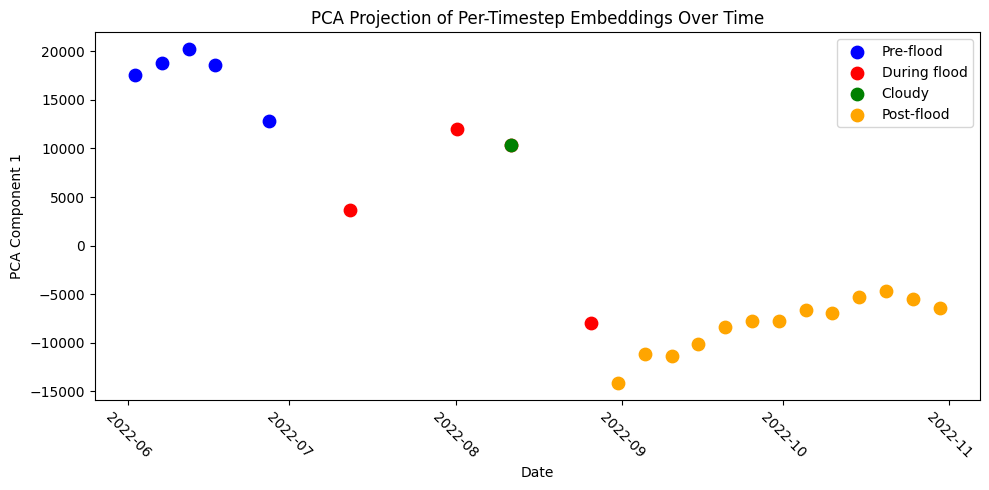 PCA Projection of Per-Timestep Embeddings Over Time
PCA Component 1
20000
15000
10000
5000
0
−5000
−10000
−15000
Pre-flood
During flood
Cloudy
Post-flood
2022-06
2022-07
2022-08
2022-09
2022-10
2022-11
Date